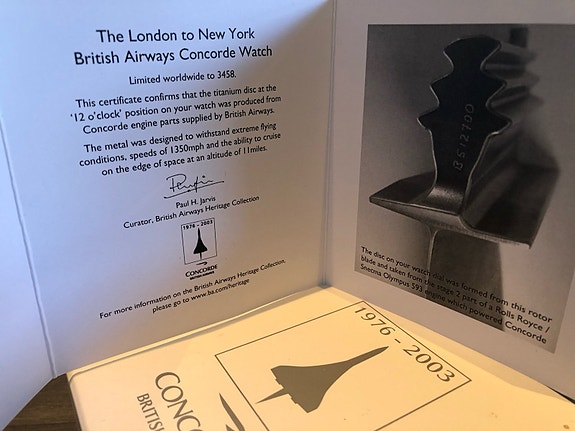 The London to New York
British Airways Concorde Watch
Limited worldwide to 3458.
This certificate confirms that the titanium disc at the
'12 o'clock' position on your watch was produced from
Concorde engine parts supplied by British Airways.
The metal was designed to withstand extreme flying
conditions, speeds of 1350mph and the ability to cruise
on the edge of space at an altitude of 11miles.
Paul H. Jarvis
Curator, British Airways Heritage Collection
1976 - 2003
CONCORDE
For more information on the British Airways Heritage Collection,
please go to www.ba.com/heritage
BS12700
The disc on your watch dial was formed from this rotor
blade and taken from the stage 2 part of a Rolls Royce /
Snecma Olympus 593 engine which powered Concorde
1976 - 2003
CONCO
BRITISH